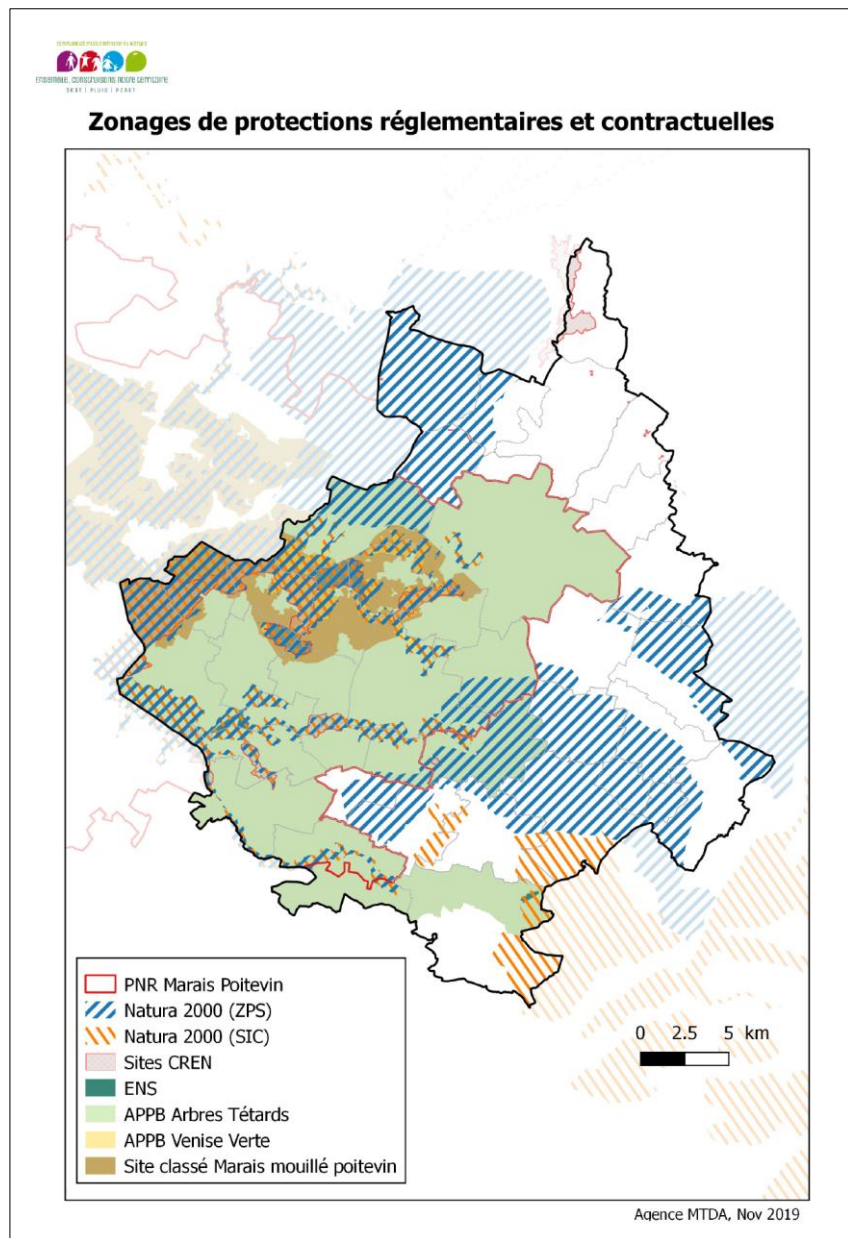 ENSEMBLE, CONSTRUISONS NOTRE TERRITOIRE
Zonages de protections réglementaires et contractuelles
PNR Marais Poitevin
Natura 2000 (ZPS)
Natura 2000 (SIC)
Sites CREN
ENS
APPB Arbres Tétards
APPB Venise Verte
Site classé Marais mouillé poitevin
0 2.5 5 km
Agence MTDA, Nov 2019